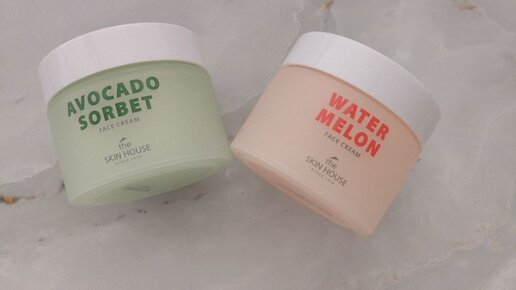 AVOCADO
SORBET
FACE CREAM
the
SKIN HOUSE
WATER
MELON
FACE CREAM
the
SKIN HOUSE